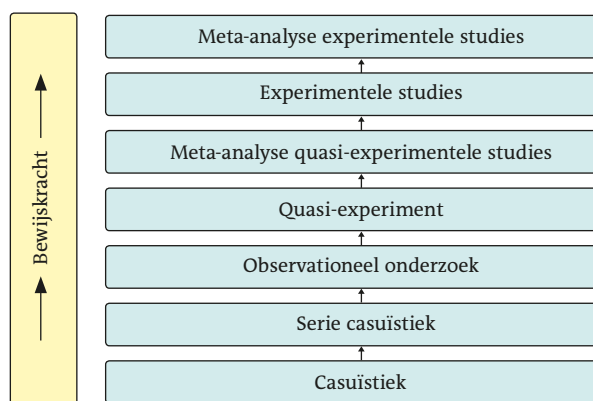 Bewijskracht
Meta-analyse experimentele studies
Experimentele studies
Meta-analyse quasi-experimentele studies
Quasi-experiment
Observationeel onderzoek
Serie casuïstiek
Casuïstiek